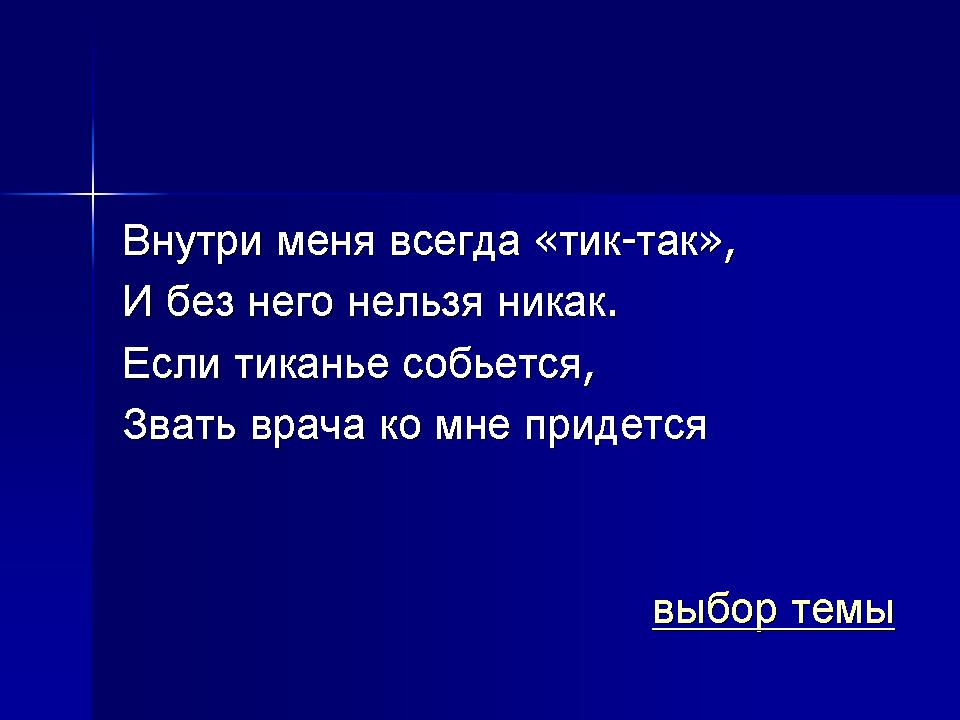 Внутри меня всегда «тик-так»,
И без него нельзя никак.
Если тиканье собьется,
Звать врача ко мне придется
выбор темы